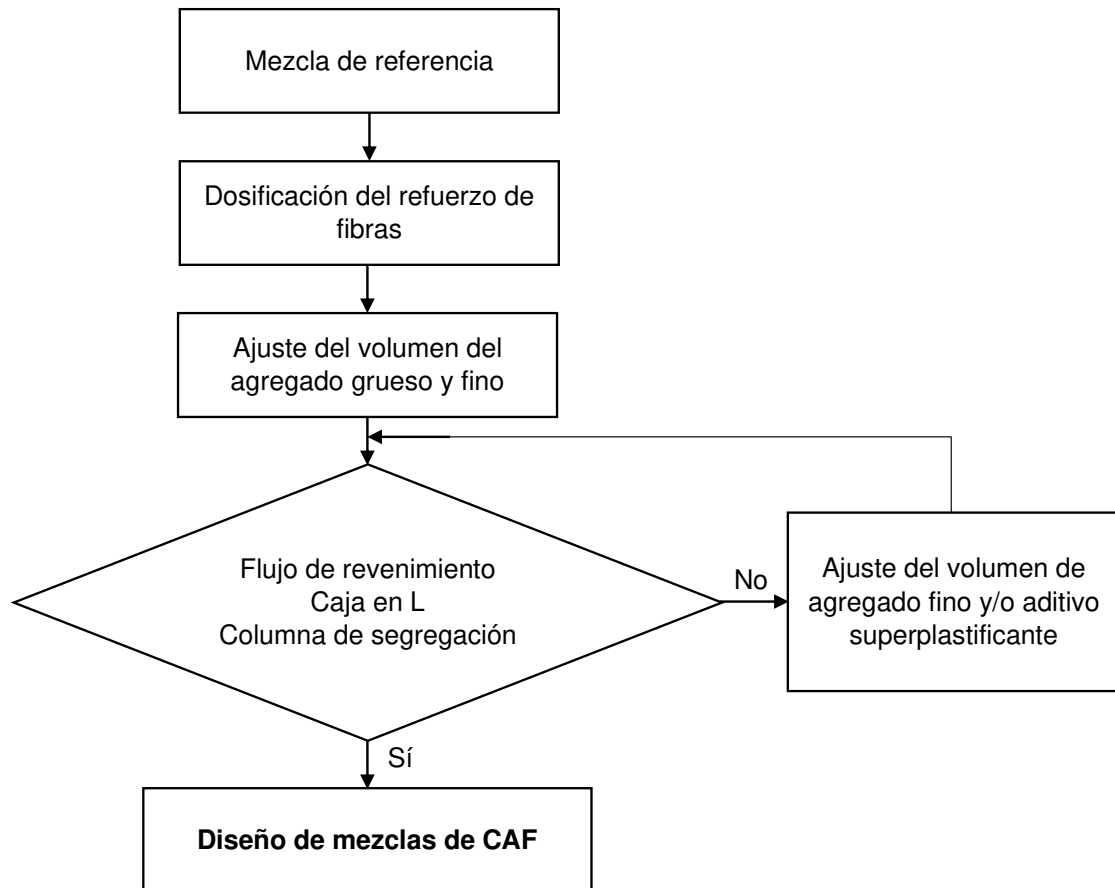 Mezcla de referencia
Dosificación del refuerzo de
fibras
Ajuste del volumen del
agregado grueso y fino
Flujo de revenimiento
Caja en L
Columna de segregación
No
Ajuste del volumen de
agregado fino y/o aditivo
superplastificante
Sí
Diseño de mezclas de CAF